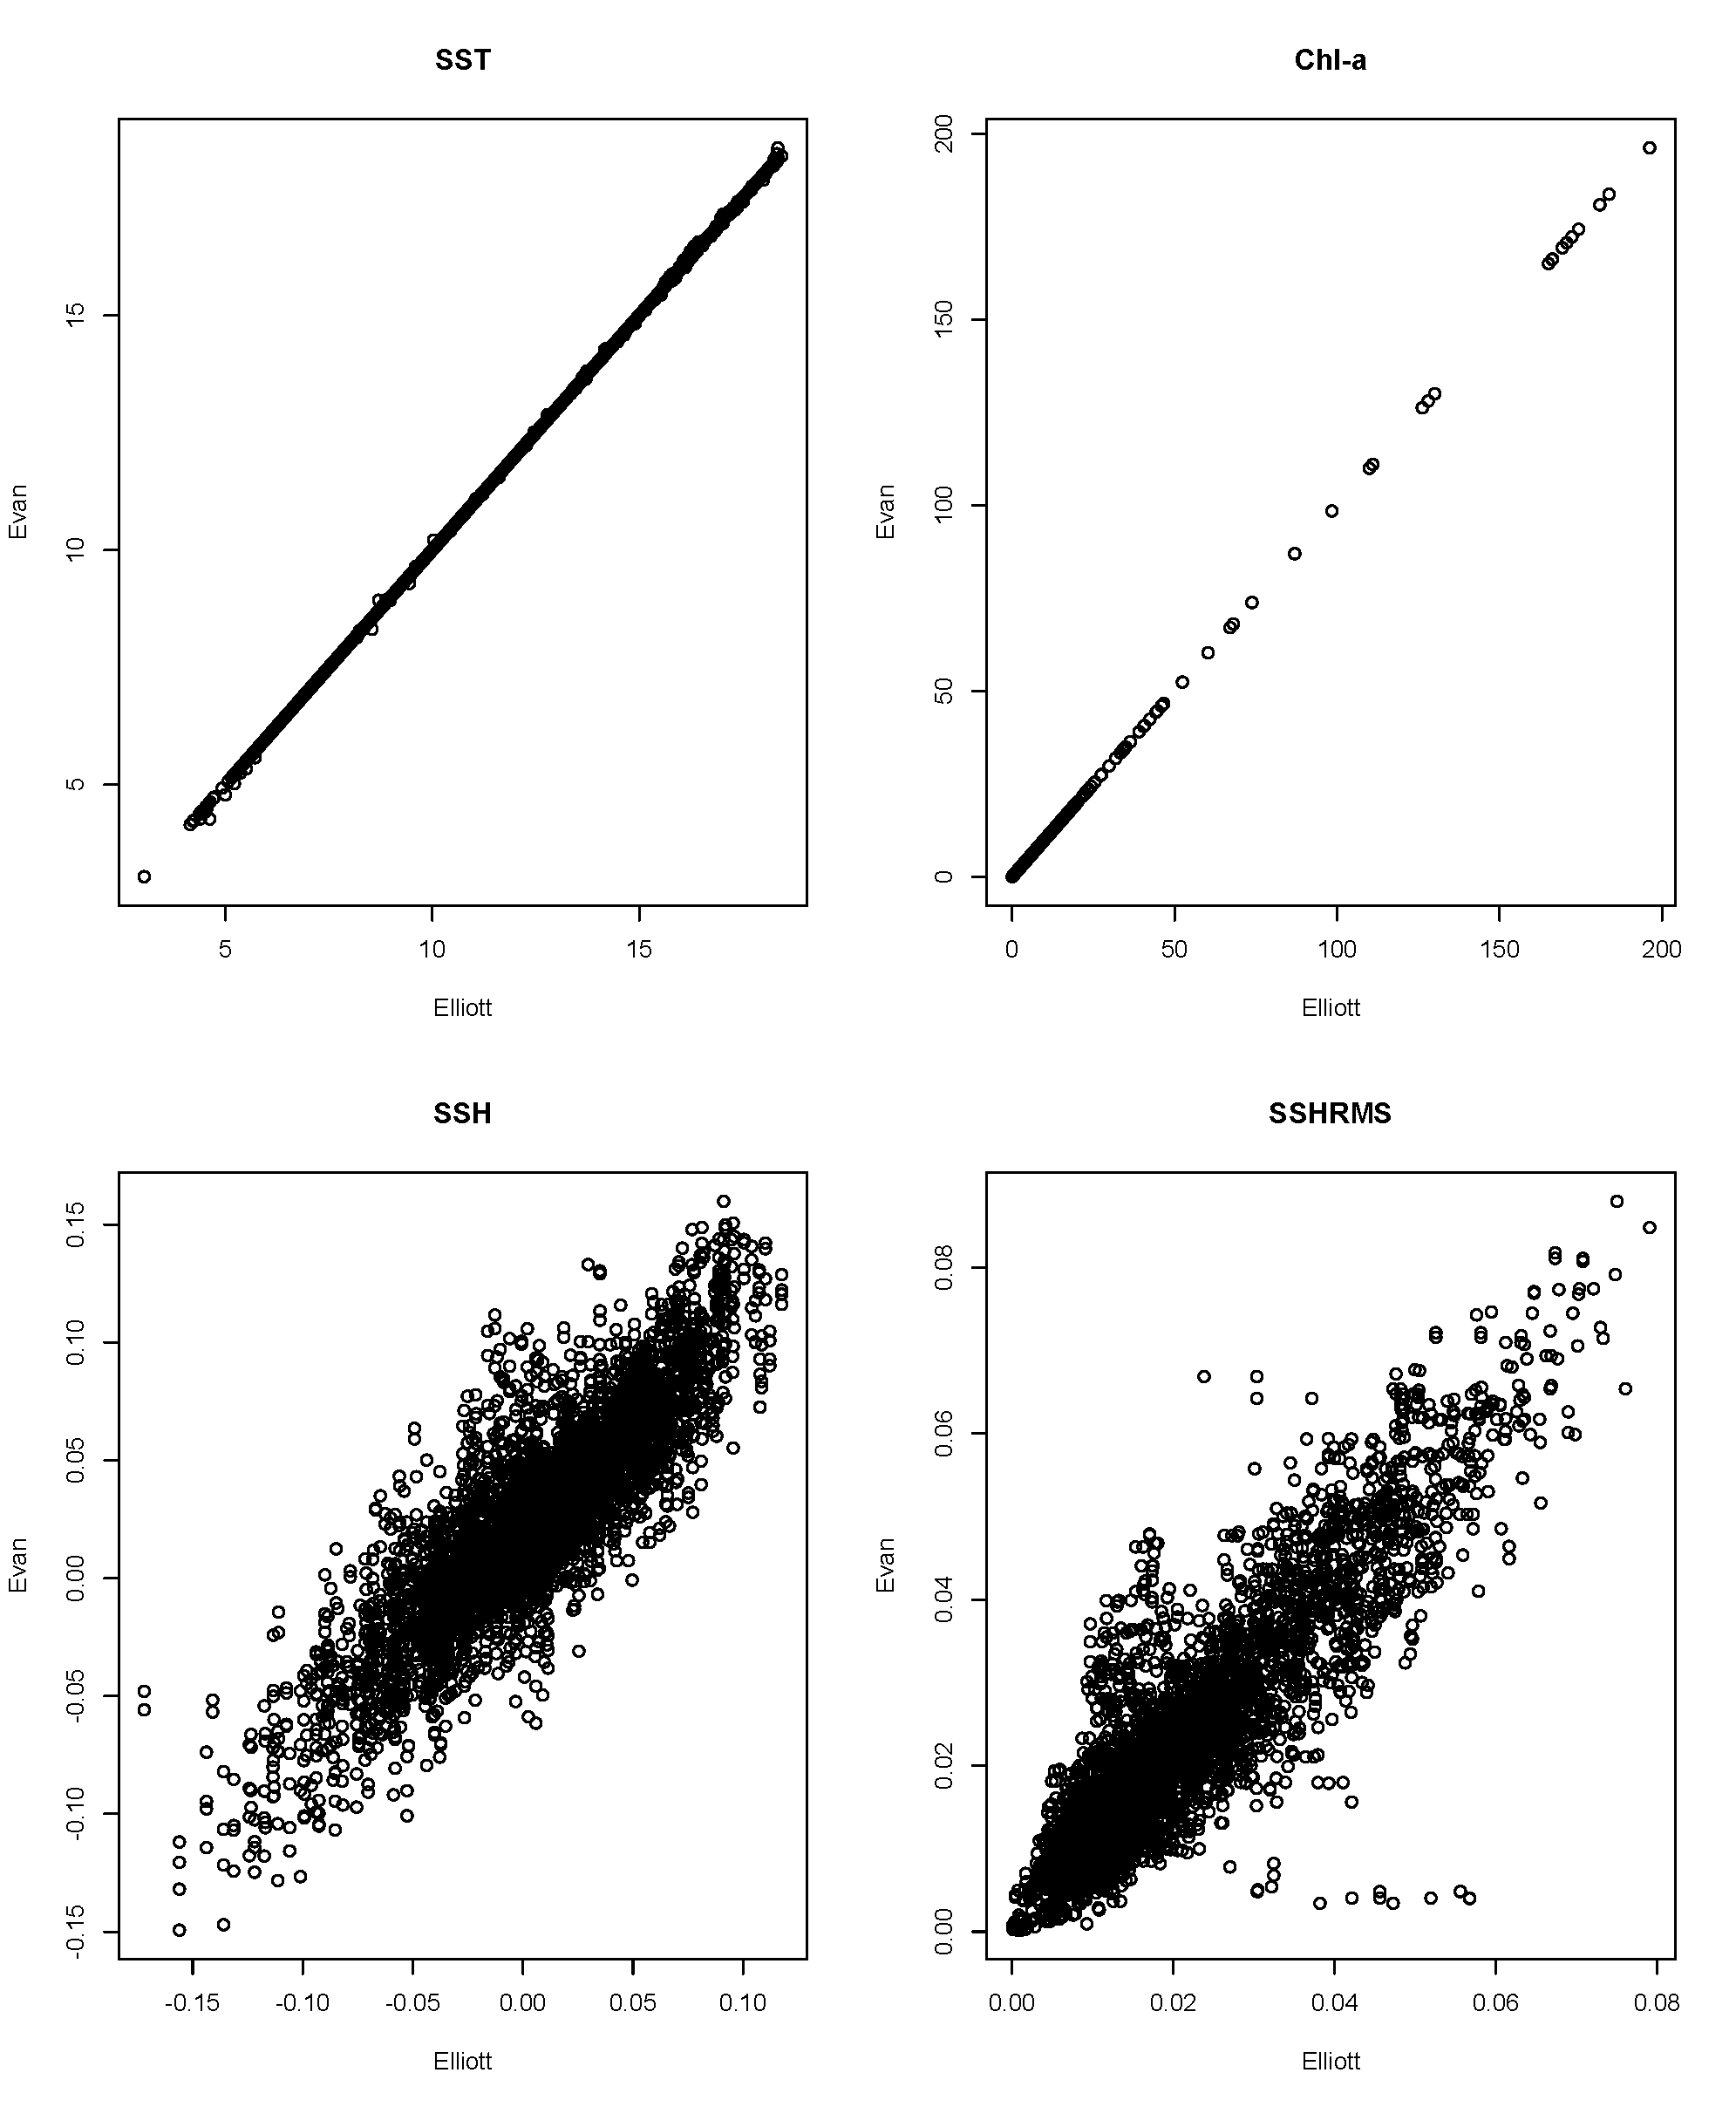 SST
Evan
15
10
5
5 10 15
Elliott
Chl-a
Evan
200
150
100
50
0
0 50 100 150 200
Elliott
SSH
Evan
0.15
0.10
0.05
0.00
-0.05
-0.10
-0.15
-0.15 -0.10 -0.05 0.00 0.05 0.10
Elliott
SSHRMS
Evan
0.08
0.06
0.04
0.02
0.00
0.00 0.02 0.04 0.06 0.08
Elliott